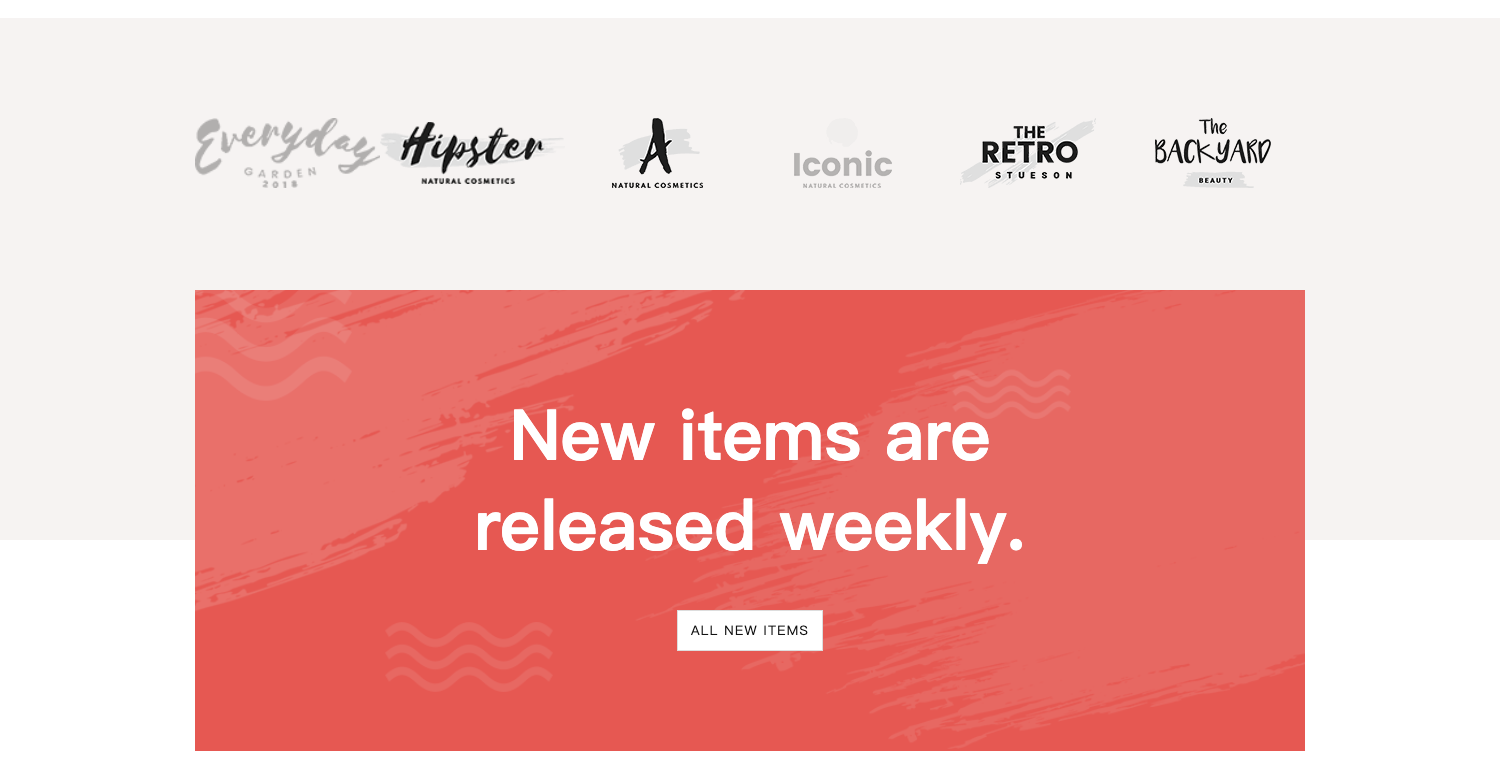 Everyday
GARDEN
2018
Hipster
NATURAL COSMETICS
A
NATURAL COSMETICS
Iconic
NATURAL COSMETICS
THE
RETRO
STUESON
The
BACKYARD
BEAUTY
New items are
released weekly.
ALL NEW ITEMS